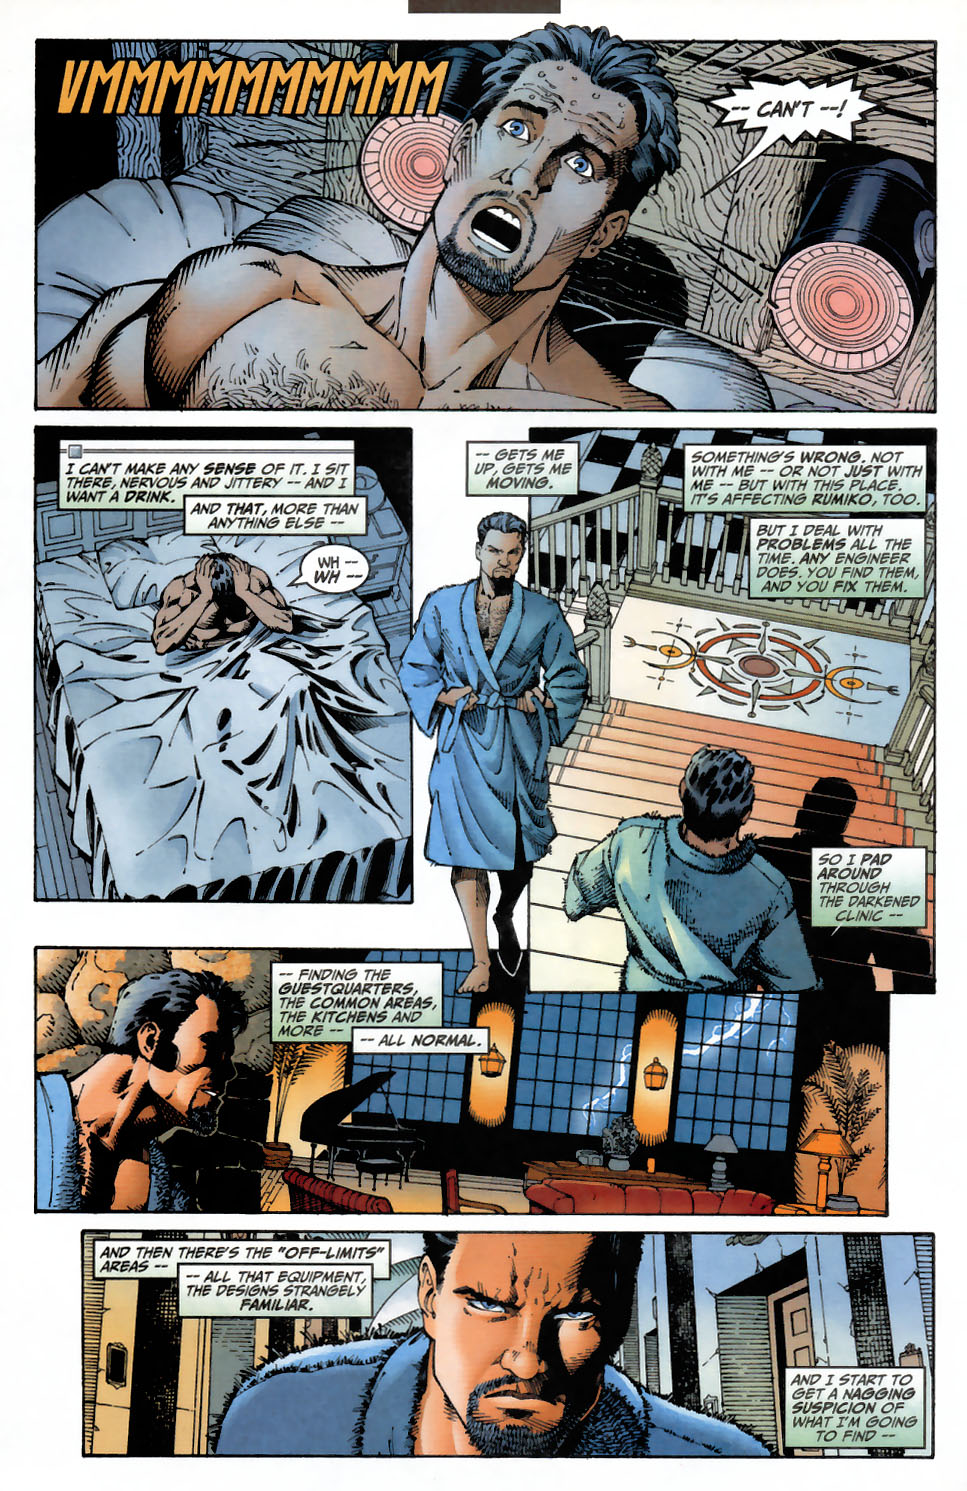 VMMMMMMMMMMM
-- CAN'T --!
I CAN'T MAKE ANY SENSE OF IT. I SIT
THERE, NERVOUS AND JITTERY -- AND I
WANT A DRINK.
AND THAT, MORE THAN
ANYTHING ELSE --
WH --
WH --
-- GETS ME
UP, GETS ME
MOVING.
SOMETHING'S WRONG. NOT
WITH ME -- OR NOT JUST WITH
ME -- BUT WITH THIS PLACE.
IT'S AFFECTING RUMIKO, TOO.
BUT I DEAL WITH
PROBLEMS ALL THE
TIME. ANY ENGINEER
DOES. YOU FIND THEM,
AND YOU FIX THEM.
SO I PAD
AROUND
THROUGH
THE DARKENED
CLINIC --
-- FINDING THE
GUESTQUARTERS,
THE COMMON AREAS,
THE KITCHENS AND
MORE --
-- ALL NORMAL.
AND THEN THERE'S THE "OFF-LIMITS"
AREAS --
-- ALL THAT EQUIPMENT,
THE DESIGNS STRANGELY
FAMILIAR.
AND I START TO
GET A NAGGING
SUSPICION OF
WHAT I'M GOING
TO FIND --